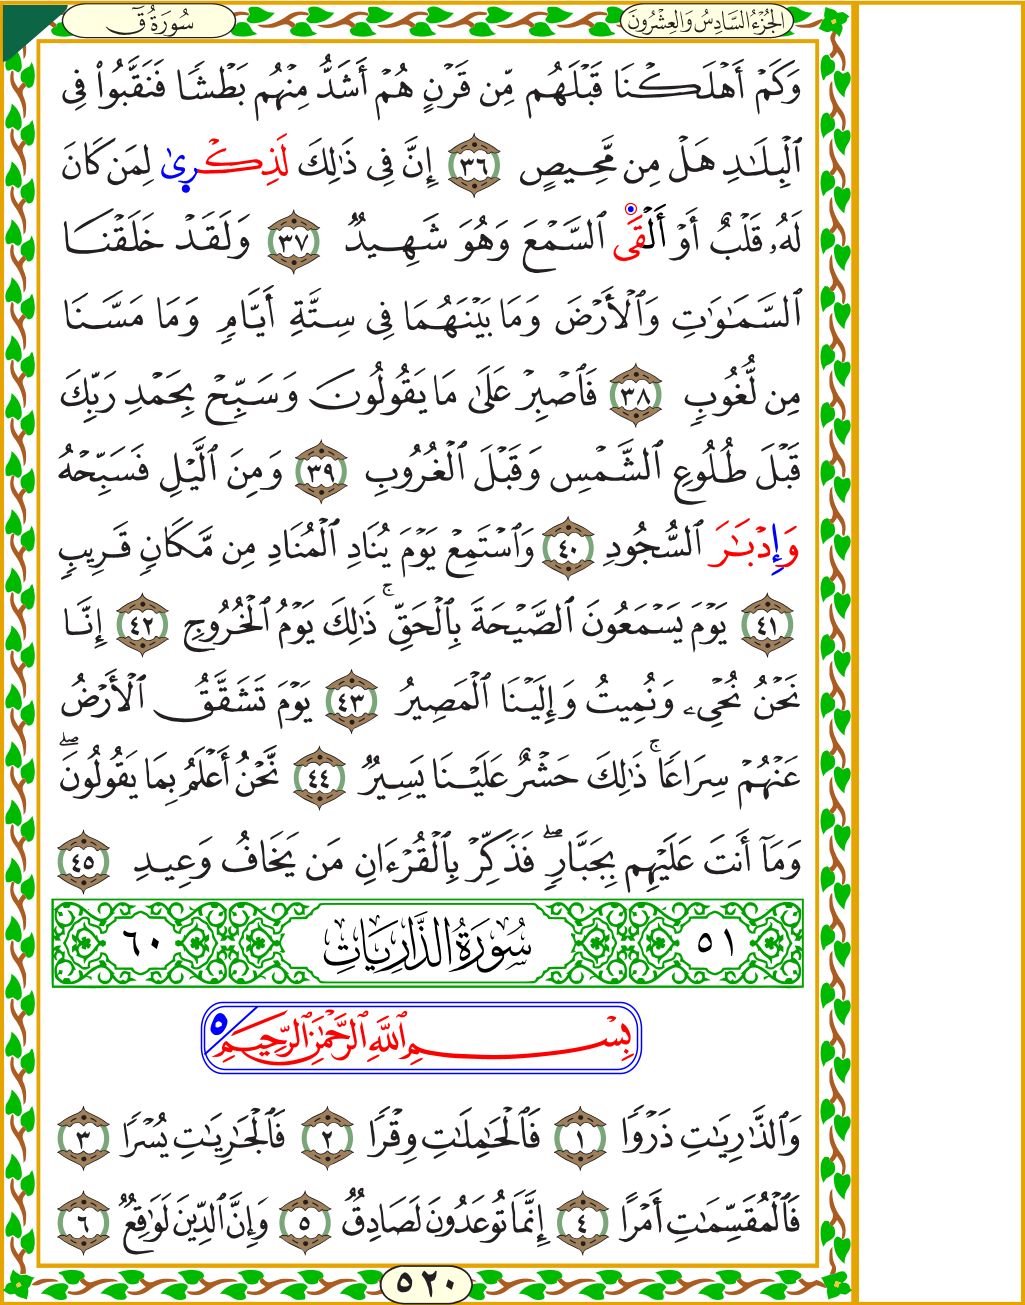 الجُزْءُ السَّادِسُ وَالعِشْرُونَ
سُورَةُ قٓ
وَكَمۡ أَهۡلَكۡنَا قَبۡلَهُم مِّن قَرۡنٍ هُمۡ أَشَدُّ مِنۡهُم بَطۡشٗا فَنَقَّبُواْ فِي
ٱلۡبِلَٰدِ هَلۡ مِن مَّحِيصٍ ٣٦ إِنَّ فِي ذَٰلِكَ لَذِكۡرىٰ لِمَن كَانَ
لَهُۥ قَلۡبٌ أَوۡ أَلۡقَى ٱلسَّمۡعَ وَهُوَ شَهِيدٞ ٣٧ وَلَقَدۡ خَلَقۡنَا
ٱلسَّمَٰوَٰتِ وَٱلۡأَرۡضَ وَمَا بَيۡنَهُمَا فِي سِتَّةِ أَيَّامٖ وَمَا مَسَّنَا
مِن لُّغُوبٖ ٣٨ فَٱصۡبِرۡ عَلَىٰ مَا يَقُولُونَ وَسَبِّحۡ بِحَمۡدِ رَبِّكَ
قَبۡلَ طُلُوعِ ٱلشَّمۡسِ وَقَبۡلَ ٱلۡغُرُوبِ ٣٩ وَمِنَ ٱلَّيۡلِ فَسَبِّحۡهُ
وَإِدۡبَٰرَ ٱلسُّجُودِ ٤٠ وَٱسۡتَمِعۡ يَوۡمَ يُنَادِ ٱلۡمُنَادِ مِن مَّكَانٖ قَرِيبٖ
٤١ يَوۡمَ يَسۡمَعُونَ ٱلصَّيۡحَةَ بِٱلۡحَقِّۚ ذَٰلِكَ يَوۡمُ ٱلۡخُرُوجِ ٤٢ إِنَّا
نَحۡنُ نُحۡيِۦ وَنُمِيتُ وَإِلَيۡنَا ٱلۡمَصِيرُ ٤٣ يَوۡمَ تَشَقَّقُ ٱلۡأَرۡضُ
عَنۡهُمۡ سِرَاعٗاۚ ذَٰلِكَ حَشۡرٌ عَلَيۡنَا يَسِيرٞ ٤٤ نَّحۡنُ أَعۡلَمُ بِمَا يَقُولُونَۖ
وَمَآ أَنتَ عَلَيۡهِم بِجَبَّارٖۖ فَذَكِّرۡ بِٱلۡقُرۡءَانِ مَن يَخَافُ وَعِيدِ ٤٥
٥١ سُورَةُ الذَّارِيَاتِ ٦٠
بِسۡمِ ٱللَّهِ ٱلرَّحۡمَٰنِ ٱلرَّحِيمِ ٥
وَٱلذَّٰرِيَٰتِ ذَرۡوٗا ١ فَٱلۡحَٰمِلَٰتِ وِقۡرٗا ٢ فَٱلۡجَٰرِيَٰتِ يُسۡرٗا ٣
فَٱلۡمُقَسِّمَٰتِ أَمۡرًا ٤ إِنَّمَا تُوعَدُونَ لَصَادِقٞ ٥ وَإِنَّ ٱلدِّينَ لَوَٰقِعٞ ٦
٥٢٠